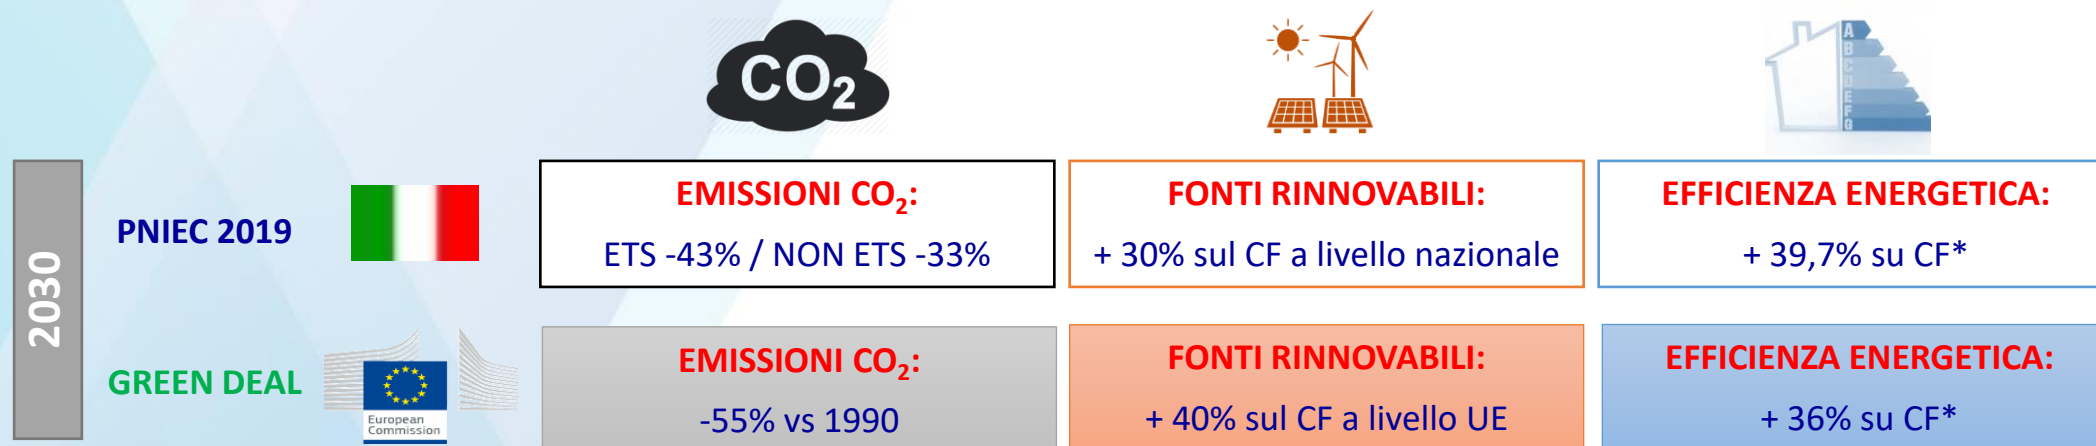 CO2
A
B
C
D
E
F
G
2030
PNIEC 2019
EMISSIONI CO2:
ETS -43% / NON ETS -33%
FONTI RINNOVABILI:
+ 30% sul CF a livello nazionale
EFFICIENZA ENERGETICA:
+ 39,7% su CF*
GREEN DEAL
European
Commission
EMISSIONI CO2:
-55% vs 1990
FONTI RINNOVABILI:
+ 40% sul CF a livello UE
EFFICIENZA ENERGETICA:
+ 36% su CF*